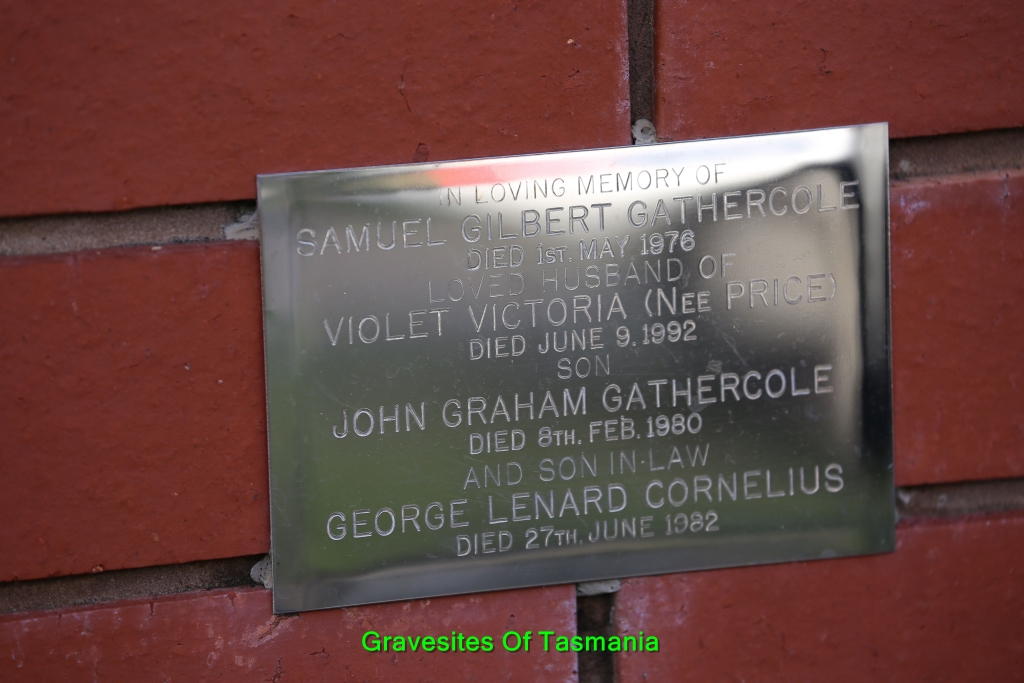 IN LOVING MEMORY OF
SAMUEL GILBERT GATHERCOLE
DIED 1ST. MAY 1976
LOVED HUSBAND OF
VIOLET VICTORIA (NEE PRICE)
DIED JUNE 9. 1992
SON
JOHN GRAHAM GATHERCOLE
DIED 8TH. FEB. 1980
AND SON IN-LAW
GEORGE LENARD CORNELIUS
DIED 27TH. JUNE 1982
Gravesites Of Tasmania